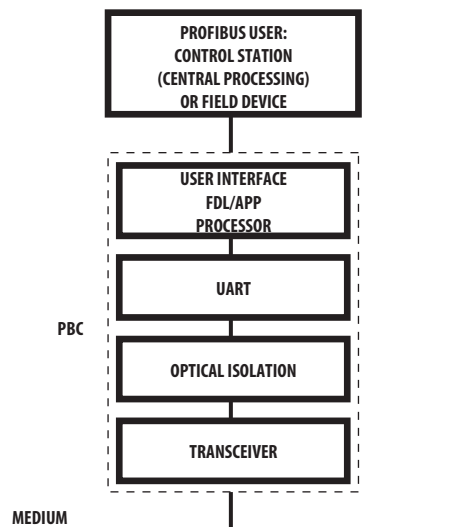 PROFIBUS USER:
CONTROL STATION
(CENTRAL PROCESSING)
OR FIELD DEVICE
USER INTERFACE
FDL/APP
PROCESSOR
UART
PBC
OPTICAL ISOLATION
TRANSCEIVER
MEDIUM